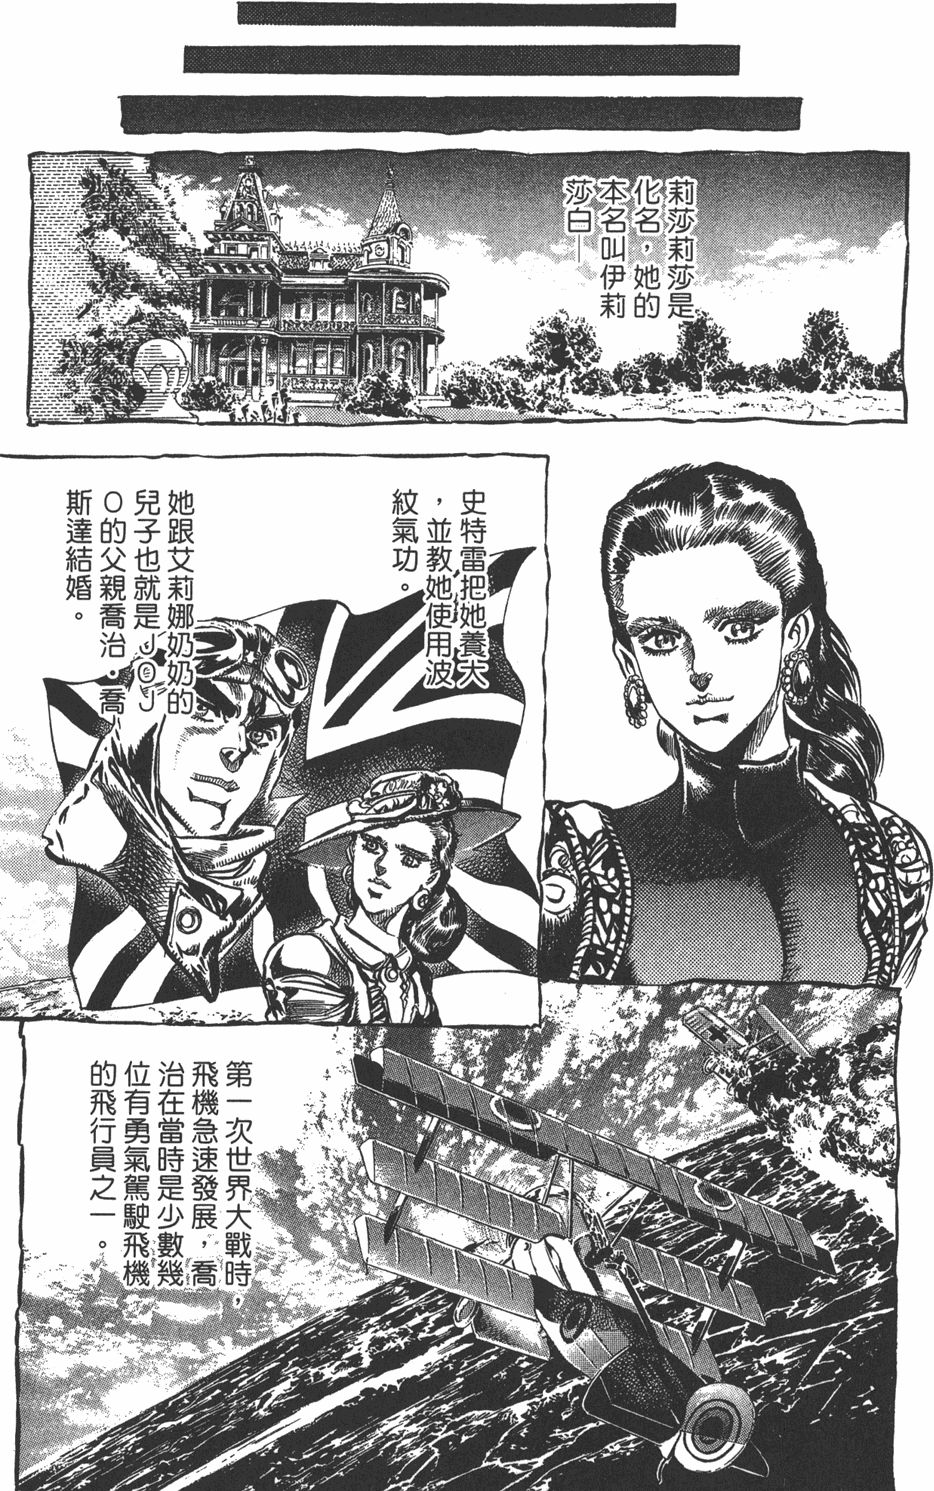 莉莎莉莎是
化名，她的
本名叫伊莉
莎白—
史特雷把她養大
，並教她使用波
紋氣功。
她跟艾莉娜奶奶的
兒子也就是JOJ
O的父親喬治·喬
斯達結婚。
第一次世界大戰時，
飛機急速發展，喬
治在當時是少數幾
位有勇氣駕駛飛機
的飛行員之一。